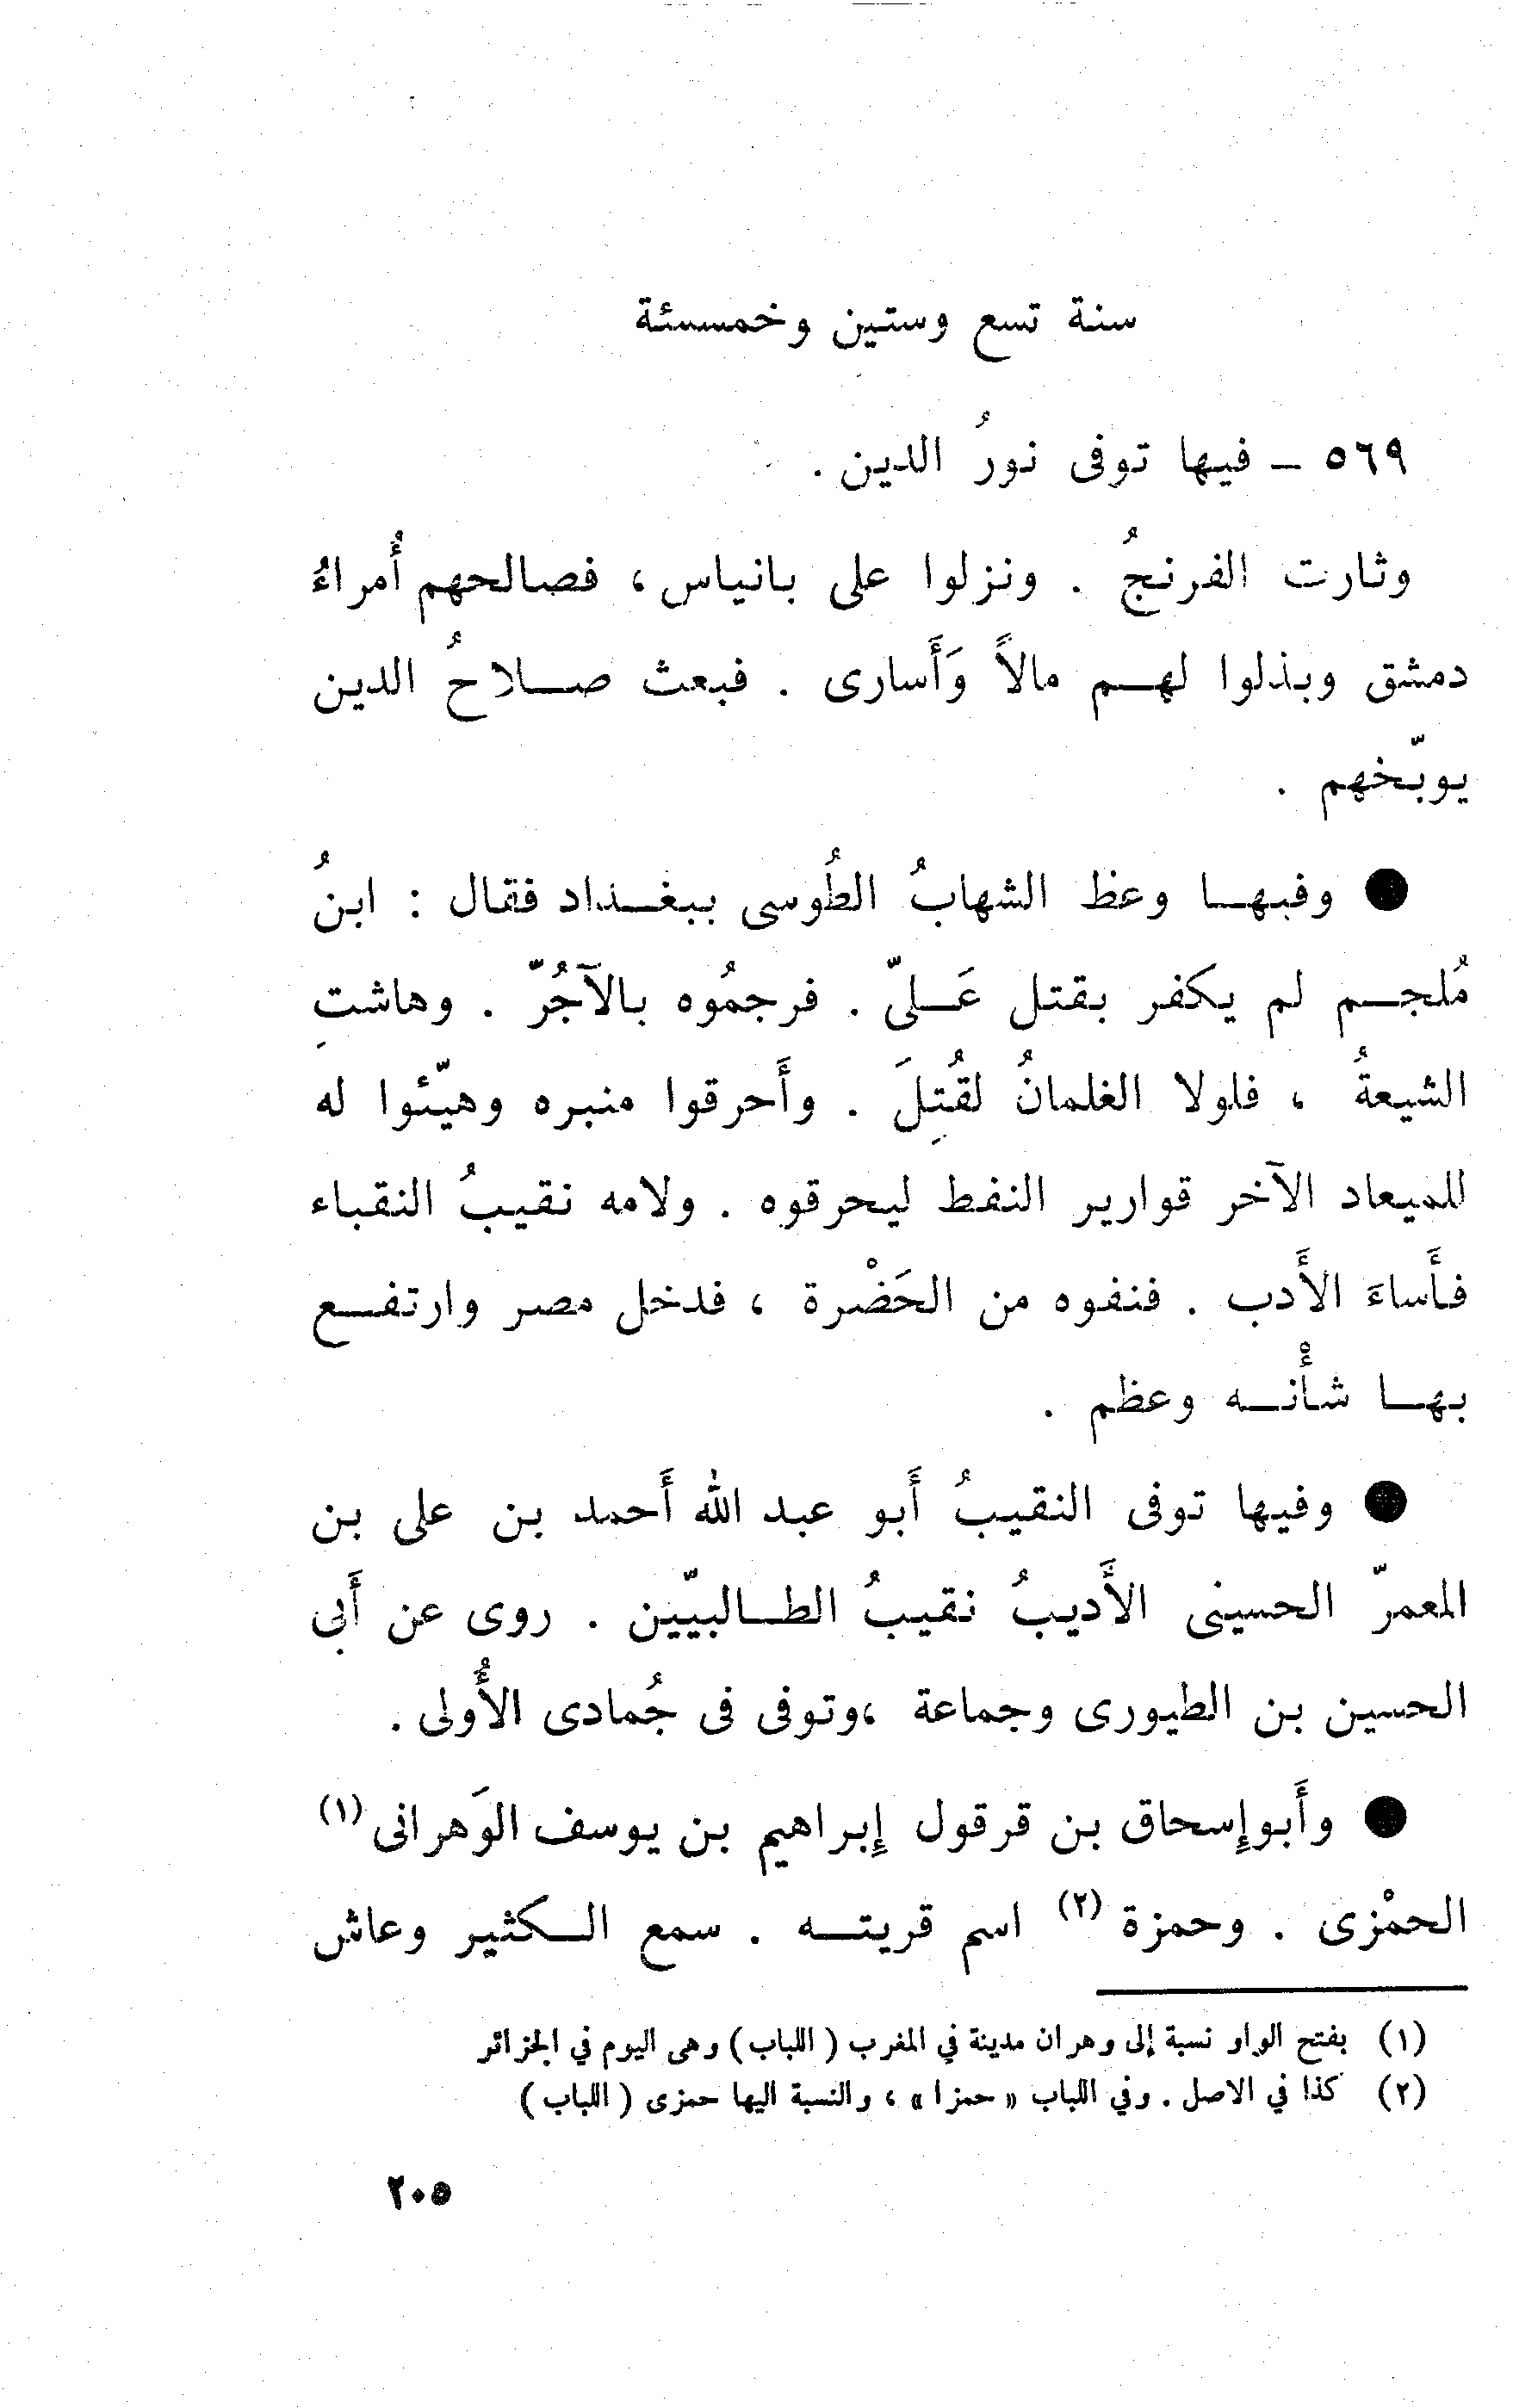 سنة تسع وستين وخمسمئة
٥٦٩ - فيها توفى نورُ الدين .
وثارت الفرنجُ . ونزلوا على بانياس، فصالحهم أُمراءُ
دمشق وبذلوا لهم مالاً وَأَسارى . فبعث صلاحُ الدين
يوبّخهم .
● وفيها وعظ الشهابُ الطُوسى ببغداد فقال : ابنُ
مُلجم لم يكفر بقتل عَلىّ . فرجمُوه بالآجُرّ . وهاشتِ
الشيعةُ ، فلولا الغلمانُ لقُتِلَ . وأَحرقوا منبره وهيّئوا له
للميعاد الآخر قوارير النفط ليحرقوه . ولامه نقيبُ النقباء
فأَساءَ الأَدب . فنفوه من الحَضْرة ، فدخل مصر وارتفع
بها شأْنه وعظم .
● وفيها توفى النقيبُ أَبو عبد الله أَحمد بن على بن
المعمرّ الحسينى الأَديبُ نقيبُ الطالبيّين . روى عن أَبى
الحسين بن الطيورى وجماعة ،وتوفى فى جُمادى الأُولى .
● وأَبوإسحاق بن قرقول إبراهيم بن يوسف الوَهرانى (١)
الحمْزى . وحمزة (٢) اسم قريته . سمع الكثير وعاش
(١) بفتح الواو نسبة إلى وهران مدينة في المغرب ( اللباب ) وهى اليوم في الجزائر
(٢) كذا في الاصل . وفي اللباب « حمزا » ، والنسبة اليها حمزى ( اللباب )
٢٠٥